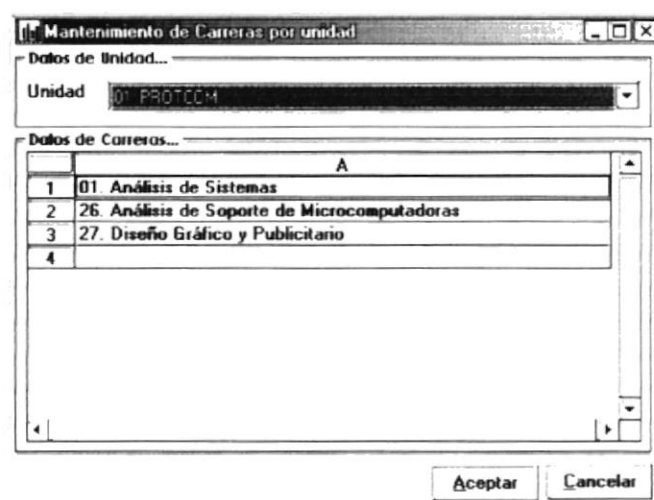 Mantenimiento de Carreras por unidad
Datos de Unidad...
Unidad 01 PROTCOM
Datos de Carreras...
A
1 01. Análisis de Sistemas
2 26. Análisis de Soporte de Microcomputadoras
3 27. Diseño Gráfico y Publicitario
4
Aceptar Cancelar